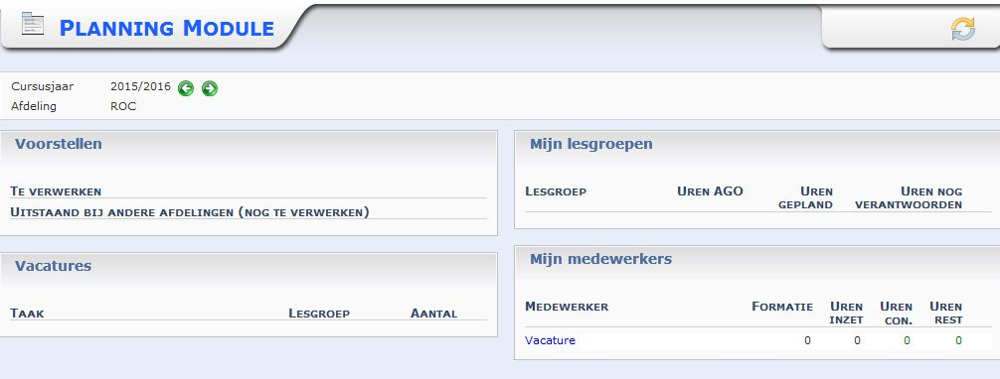 PLANNING MODULE
Cursusjaar 2015/2016
Afdeling ROC
Voorstellen
TE VERWERKEN
UITSTAAND BIJ ANDERE AFDELINGEN (NOG TE VERWERKEN)
Vacatures
TAAK LESGROEP AANTAL
Mijn lesgroepen
LESGROEP UREN AGO UREN GEPLAND UREN NOG VERANTWOORDEN
Mijn medewerkers
MEDEWERKER FORMATIE UREN INZET UREN CON. UREN REST
Vacature 0 0 0 0